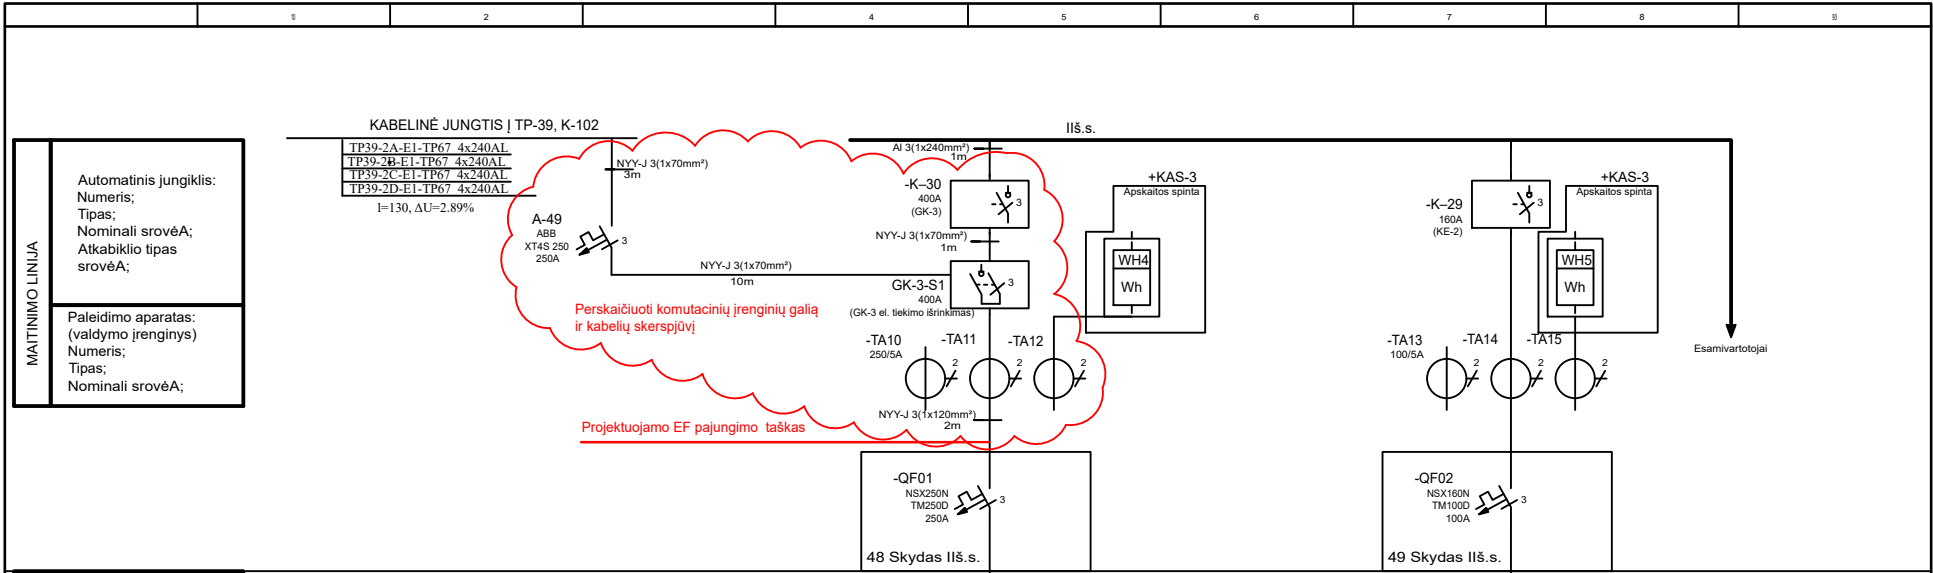 2
4
5
6
7
8
KABELINĖ JUNGTIS Į TP-39, K-102
TP39-2A-E1-TP67 4x240AL
TP39-2B-E1-TP67 4x240AL
TP39-2C-E1-TP67 4x240AL
TP39-2D-E1-TP67 4x240AL
l=130, ΔU=2.89%
MAITINIMO LINIJA
Automatinis jungiklis:
Numeris;
Tipas;
Nominali srovėA;
Atkabiklio tipas
srovėA;
Paleidimo aparatas:
(valdymo įrenginys)
Numeris;
Tipas;
Nominali srovėA;
NYY-J 3(1x70mm²)
3m
A-49
ABB
XT4S 250
250A
3
NYY-J 3(1x70mm²)
10m
Perskaičiuoti komutacinių įrenginių galią
ir kabelių skerspjūvį
Projektuojamo EF pajungimo taškas
IIš.s.
Al 3(1x240mm²)
1m
-K-30
400A
(GK-3)
3
NYY-J 3(1x70mm²)
1m
GK-3-S1
400A
(GK-3 el. tiekimo išrinkimas)
3
-TA10
250/5A
-TA11
-TA12
2
2
2
NYY-J 3(1x120mm²)
2m
+KAS-3
Apskaitos spinta
WH4
Wh
-QF01
NSX250N
TM250D
250A
3
48 Skydas IIš.s.
-K-29
160A
(KE-2)
3
+KAS-3
Apskaitos spinta
WH5
Wh
-TA13
100/5A
-TA14
-TA15
2
2
2
Esamivartotojai
-QF02
NSX160N
TM100D
100A
3
49 Skydas IIš.s.